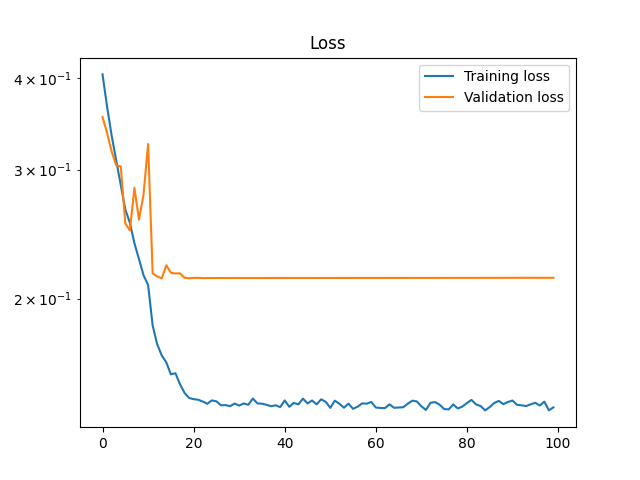 Loss
Training loss
Validation loss
4 × 10⁻¹
3 × 10⁻¹
2 × 10⁻¹
0 20 40 60 80 100